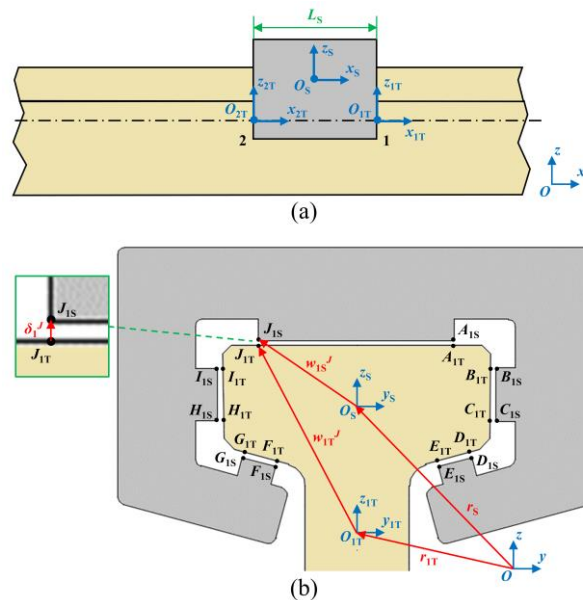 L_S
z_S
x_S
O_S
z_2T
z_1T
O_2T
x_2T
O_1T
x_1T
2
1
z
O
x
(a)
J_1S
δ_1^J
J_1T
J_1S
A_1S
J_1T
A_1T
I_1S
I_1T
B_1T
B_1S
w_1S^J
z_S
O_S
y_S
H_1S
H_1T
C_1T
C_1S
w_1T^J
G_1T
F_1T
E_1T
D_1T
G_1S
F_1S
E_1S
D_1S
z_1T
r_S
O_1T
y_1T
r_1T
z
O
y
(b)